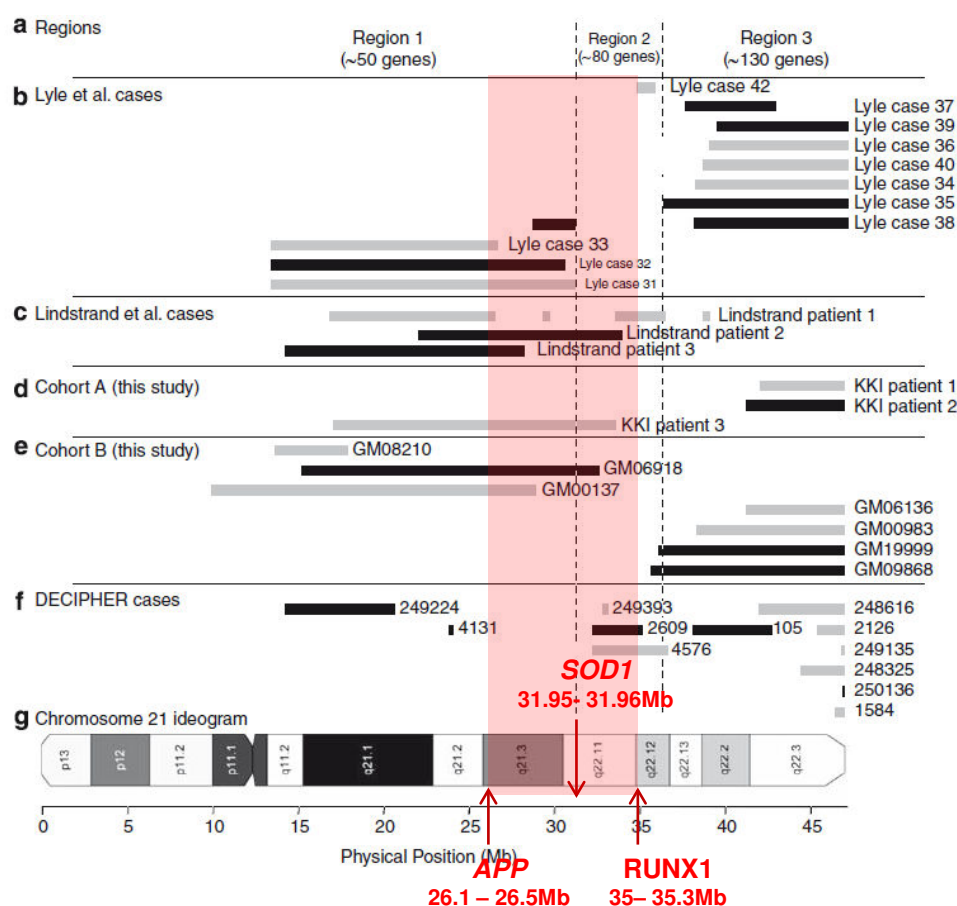 a Regions
Region 1
(~50 genes)
Region 2
(~80 genes)
Region 3
(~130 genes)
b Lyle et al. cases
Lyle case 42
Lyle case 37
Lyle case 39
Lyle case 36
Lyle case 40
Lyle case 34
Lyle case 35
Lyle case 38
Lyle case 33
Lyle case 32
Lyle case 31
c Lindstrand et al. cases
Lindstrand patient 1
Lindstrand patient 2
Lindstrand patient 3
d Cohort A (this study)
KKI patient 1
KKI patient 2
KKI patient 3
e Cohort B (this study)
GM08210
GM06918
GM00137
GM06136
GM00983
GM19999
GM09868
f DECIPHER cases
249224
249393
248616
4131
2609
105
2126
4576
249135
248325
250136
1584
SOD1
31.95- 31.96Mb
g Chromosome 21 ideogram
p13
p12
p11.2
p11.1
q11.2
q21.1
q21.2
q21.3
q22.11
q22.12
q22.13
q22.2
q22.3
0 5 10 15 20 25 30 35 40 45
Physical Position (Mb)
APP
26.1 – 26.5Mb
RUNX1
35– 35.3Mb